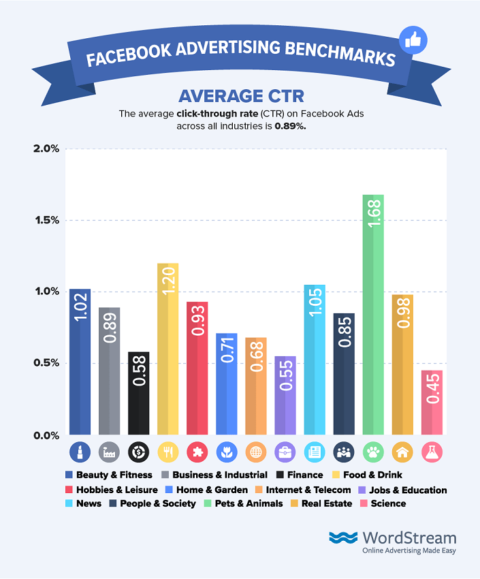 FACEBOOK ADVERTISING BENCHMARKS
AVERAGE CTR
The average click-through rate (CTR) on Facebook Ads
across all industries is 0.89%.
2.0%
1.5%
1.0%
0.5%
0.0%
1.02
0.89
0.58
1.20
0.93
0.71
0.68
0.55
1.05
0.85
1.68
0.98
0.45
Beauty & Fitness Business & Industrial Finance Food & Drink
Hobbies & Leisure Home & Garden Internet & Telecom Jobs & Education
News People & Society Pets & Animals Real Estate Science
WordStream
Online Advertising Made Easy